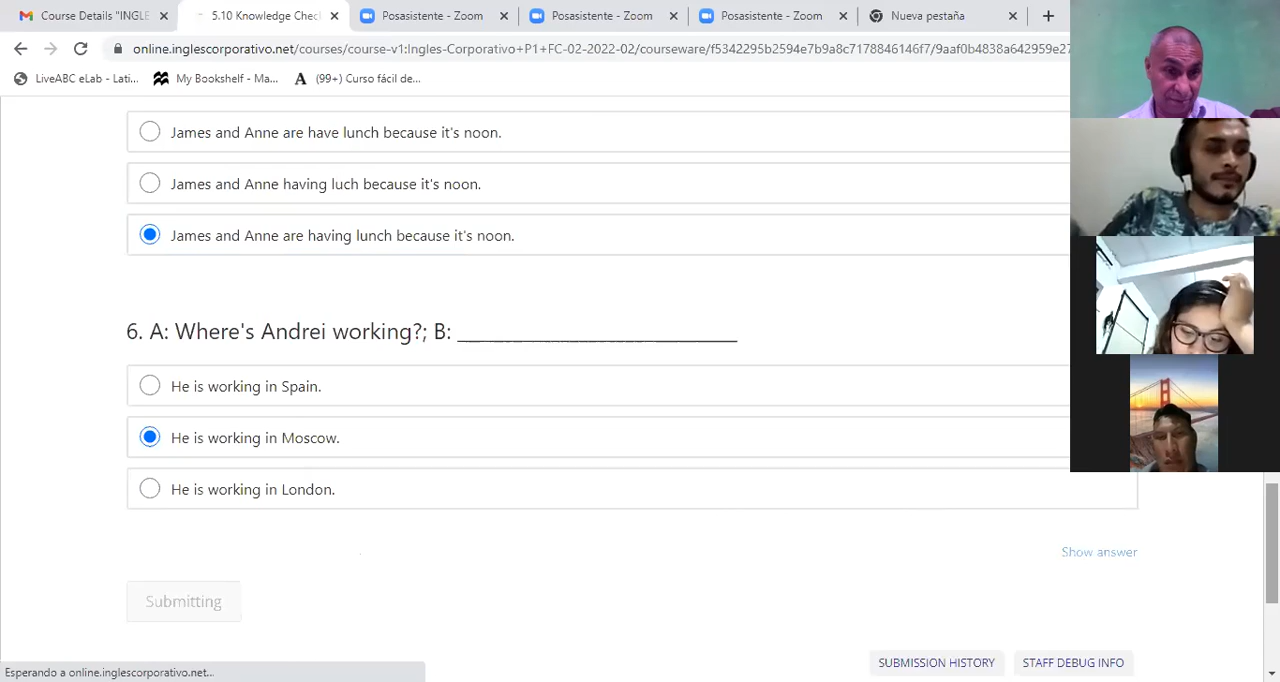 Course Details "INGLE
5.10 Knowledge Chec
Posasistente - Zoom
Posasistente - Zoom
Posasistente - Zoom
Nueva pestaña
online.inglescorporativo.net/courses/course-v1:Ingles-Corporativo+P1+FC-02-2022-02/courseware/f5342295b2594e7b9a8c7178846146f7/9aaf0b4838a642959e27
LiveABC eLab - Lati...
My Bookshelf - Ma...
(99+) Curso fácil de...
James and Anne are have lunch because it's noon.
James and Anne having luch because it's noon.
James and Anne are having lunch because it's noon.
6. A: Where's Andrei working?; B: ________________________
He is working in Spain.
He is working in Moscow.
He is working in London.
Show answer
Submitting
SUBMISSION HISTORY
STAFF DEBUG INFO
Esperando a online.inglescorporativo.net...